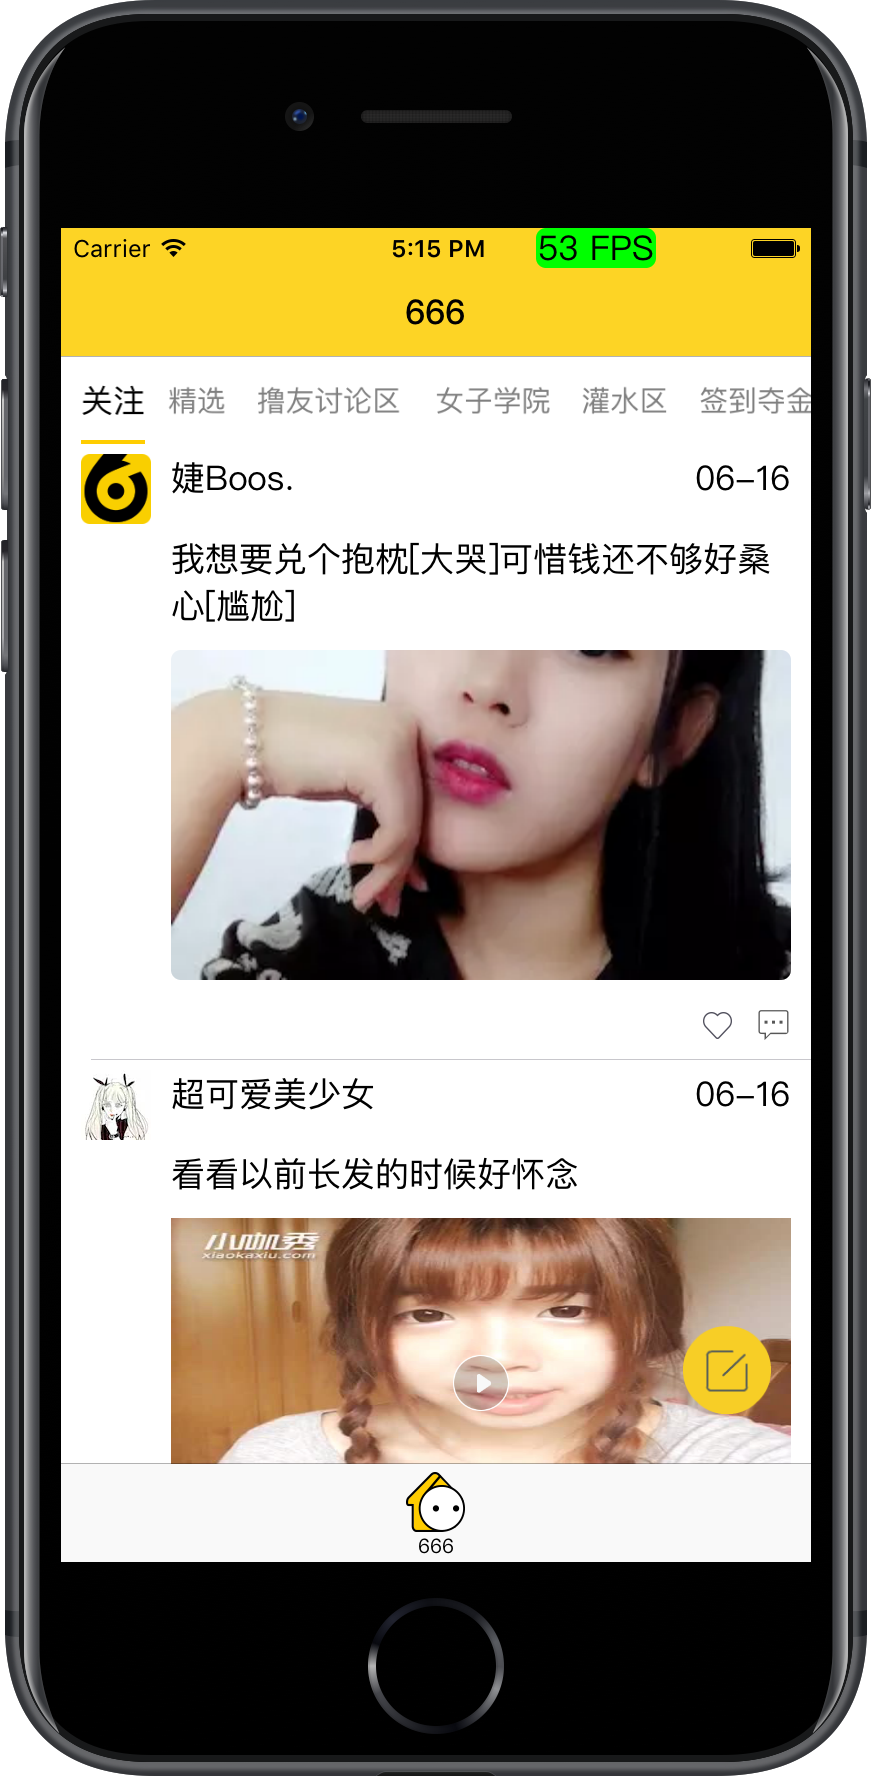 Carrier 5:15 PM 53 FPS
666
关注 精选 撸友讨论区 女子学院 灌水区 签到夺金
婕Boos. 06-16
我想要兑个抱枕[大哭]可惜钱还不够好桑
心[尴尬]
超可爱美少女 06-16
看看以前长发的时候好怀念
小咖秀
xiaokaxiu.com
666